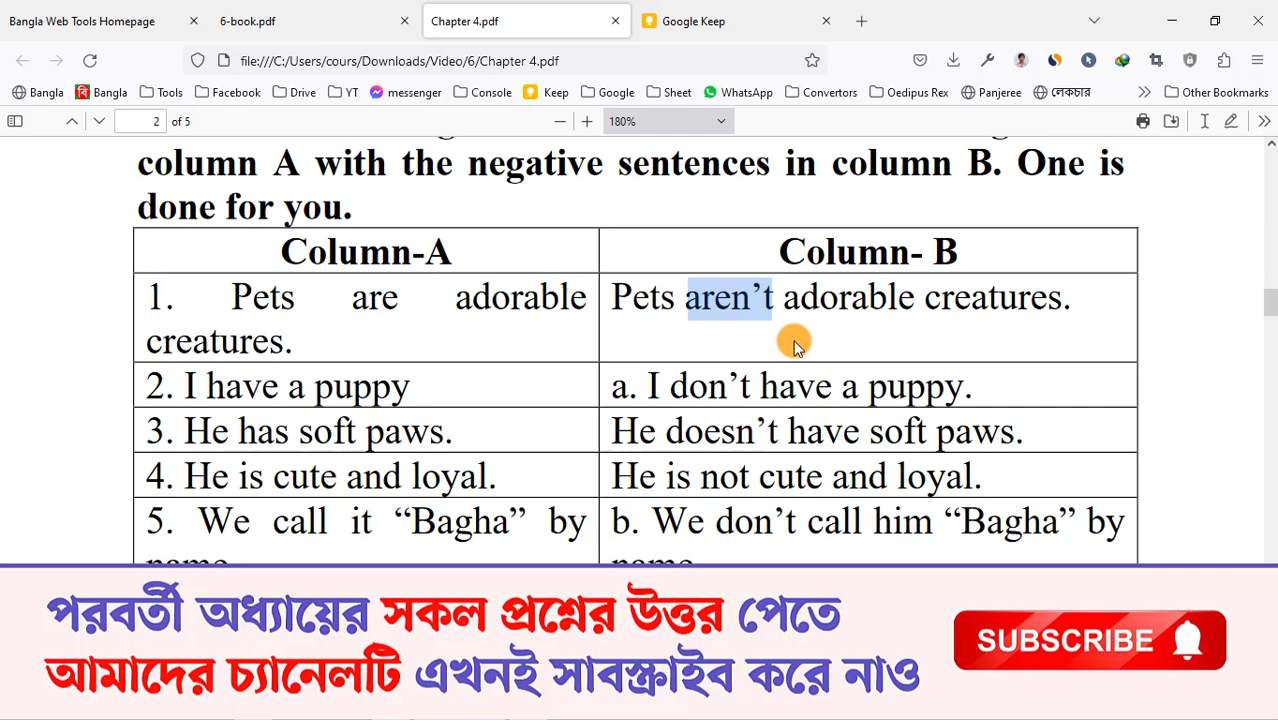 Bangla Web Tools Homepage
6-book.pdf
Chapter 4.pdf
Google Keep
file:///C:/Users/cours/Downloads/Video/6/Chapter 4.pdf
Bangla Bangla Tools Facebook Drive YT messenger Console Keep Google Sheet WhatsApp Convertors Oedipus Rex Panjeree লেকচার Other Bookmarks
2 of 5
180%
column A with the negative sentences in column B. One is
done for you.
Column-A Column- B
1. Pets are adorable Pets aren’t adorable creatures.
creatures.
2. I have a puppy a. I don’t have a puppy.
3. He has soft paws. He doesn’t have soft paws.
4. He is cute and loyal. He is not cute and loyal.
5. We call it “Bagha” by b. We don’t call him “Bagha” by
name name
পরবর্তী অধ্যায়ের সকল প্রশ্নের উত্তর পেতে
আমাদের চ্যানেলটি এখনই সাবস্ক্রাইব করে নাও
SUBSCRIBE